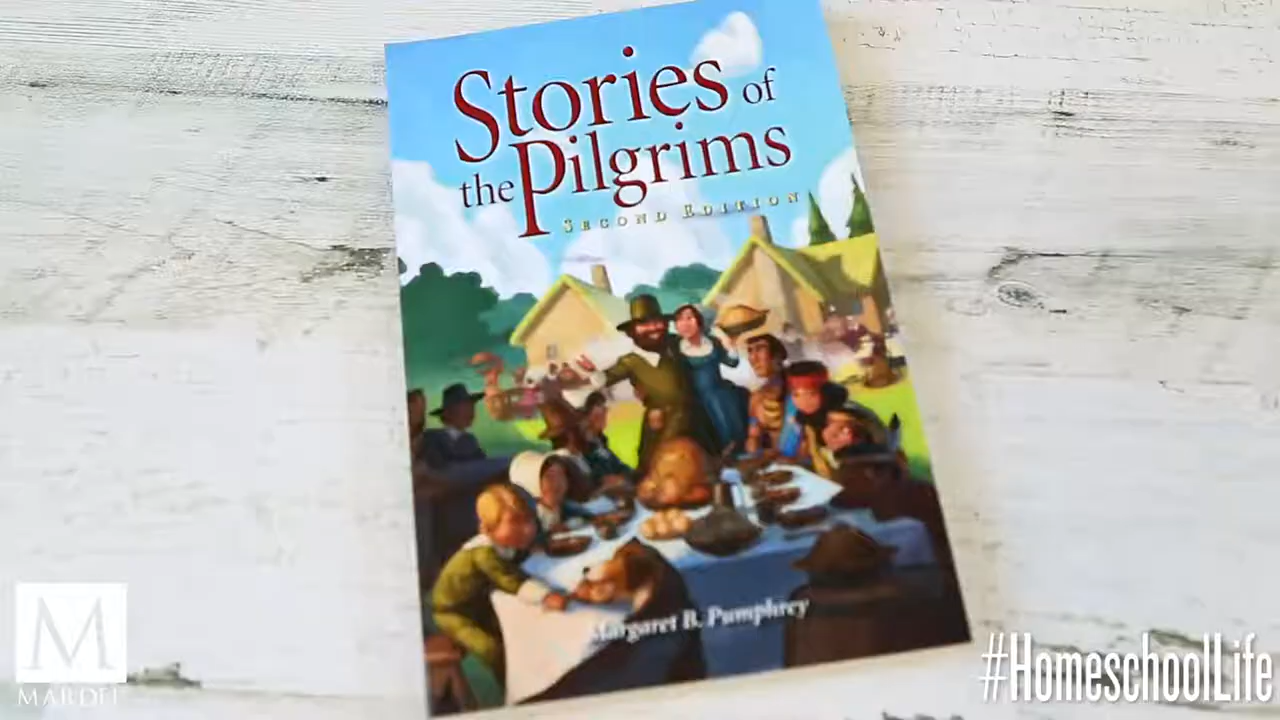 Stories of
the Pilgrims
SECOND EDITION
Margaret B. Pumphrey
M
MARDEL
#HomeschoolLife